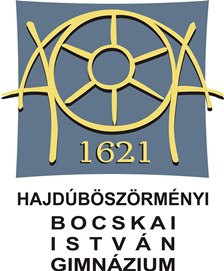 1621
HAJDÚBÖSZÖRMÉNYI
BOCSKAI
ISTVÁN
GIMNÁZIUM